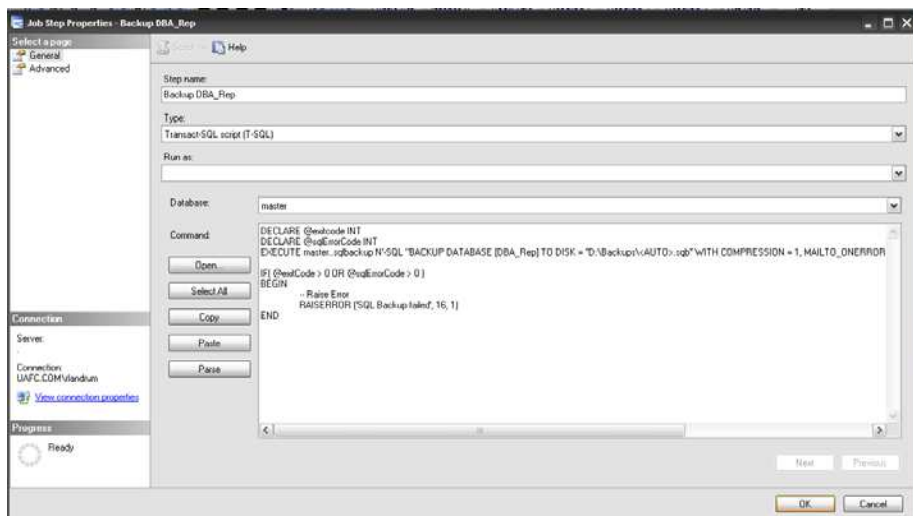 Job Step Properties - Backup DBA_Rep
Select a page
General
Advanced
Help
Step name:
Backup DBA_Rep
Type:
Transact-SQL script (T-SQL)
Run as:
Database:
master
Command:
DECLARE @exitcode INT
DECLARE @sqlErrorCode INT
EXECUTE master..sqlbackup N'-SQL "BACKUP DATABASE [DBA_Rep] TO DISK = "D:\Backups\<AUTO>.sqb" WITH COMPRESSION = 1, MAILTO_ONERROR
IF( @exitCode > 0 OR @sqlErrorCode > 0 )
BEGIN
-- Raise Error
RAISERROR ('SQL Backup failed', 16, 1)
END
Open...
Select All
Copy
Paste
Parse
Connection
Server:
.
Connection:
UAFC.COM\rlandrum
View connection properties
Progress
Ready
Next
Previous
OK
Cancel